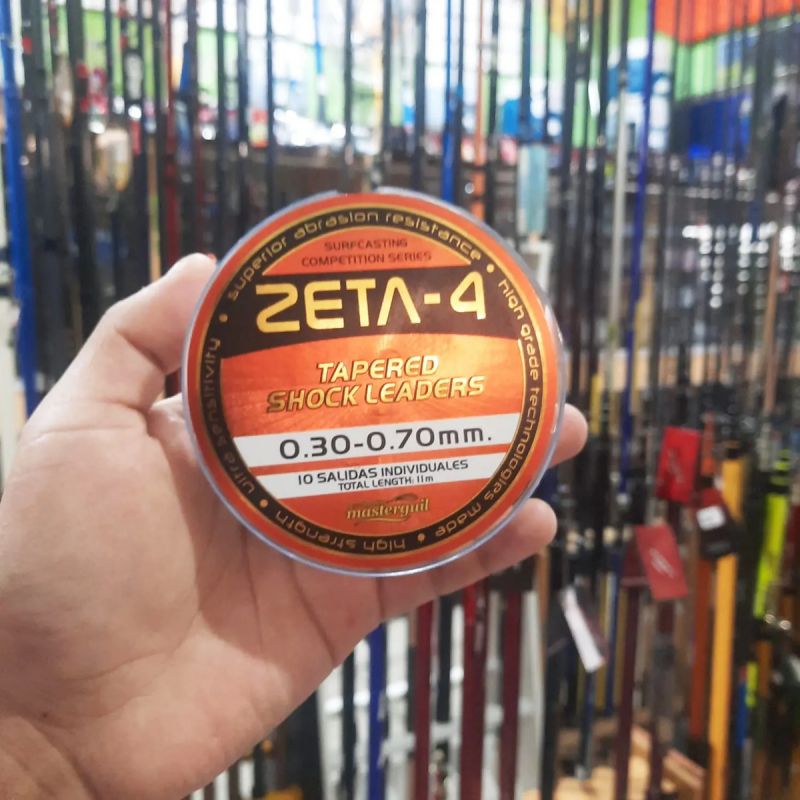 superior abrasion resistance • high grade technologies made • high strength • ultra sensitivity •
SURFCASTING
COMPETITION SERIES
ZETA-4
TAPERED
SHOCK LEADERS
0.30-0.70mm.
10 SALIDAS INDIVIDUALES
TOTAL LENGTH: 11m
masterguil